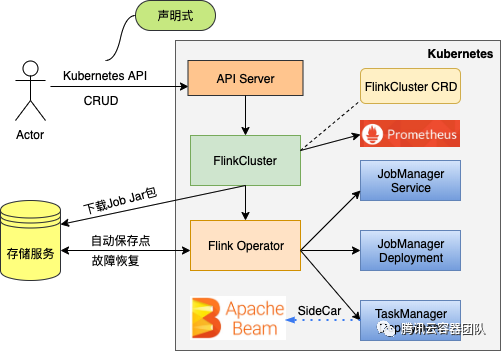 声明式
Kubernetes
Kubernetes API
CRUD
Actor
API Server
FlinkCluster CRD
Prometheus
FlinkCluster
JobManager
Service
下载Job Jar包
存储服务
自动保存点
故障恢复
Flink Operator
JobManager
Deployment
Apache
Beam
SideCar
TaskManager
腾讯云容器团队